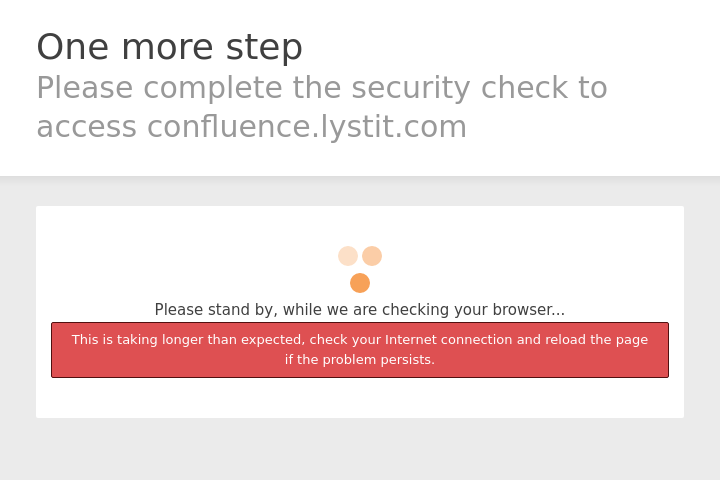 One more step
Please complete the security check to
access confluence.lystit.com
Please stand by, while we are checking your browser...
This is taking longer than expected, check your Internet connection and reload the page
if the problem persists.